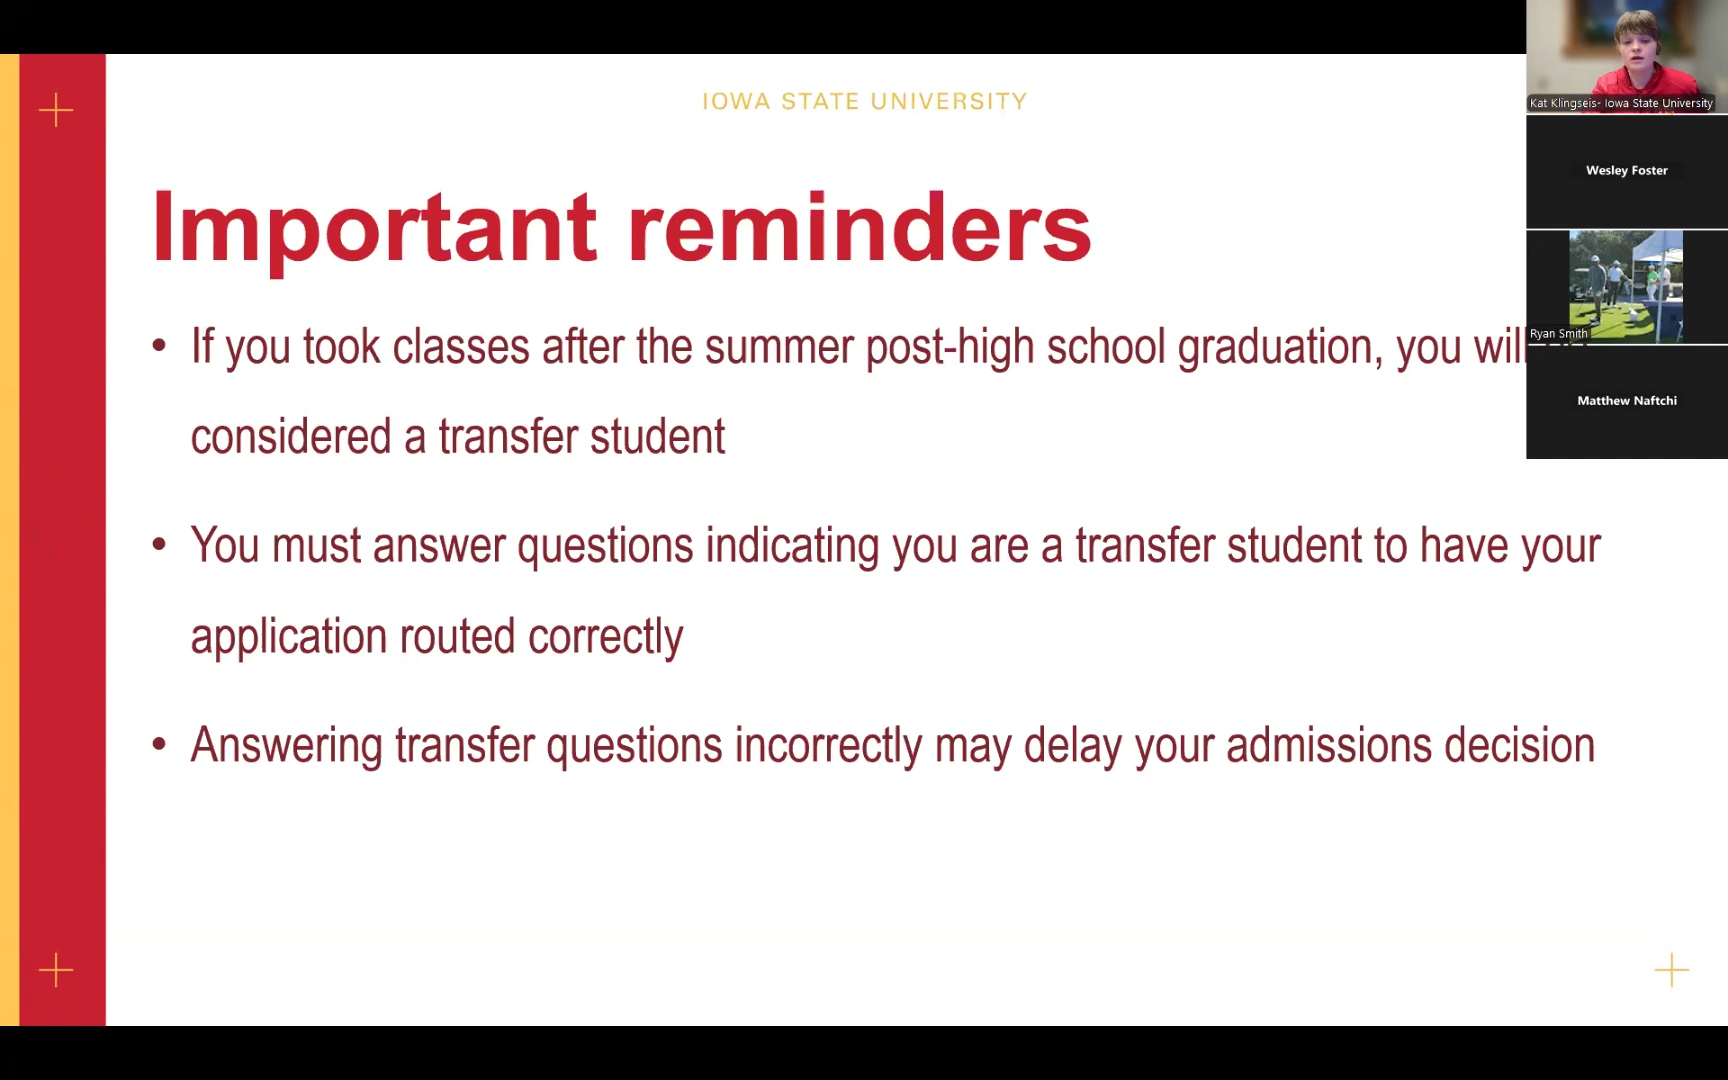 IOWA STATE UNIVERSITY
Important reminders
• If you took classes after the summer post-high school graduation, you will
considered a transfer student
• You must answer questions indicating you are a transfer student to have your
application routed correctly
• Answering transfer questions incorrectly may delay your admissions decision
Kat Klingseis- Iowa State University
Wesley Foster
Ryan Smith
Matthew Naftchi